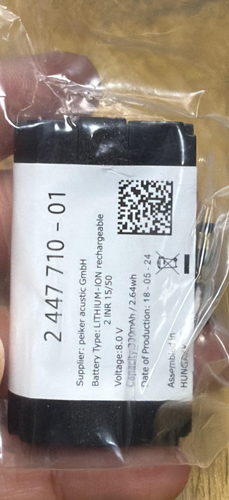 2 447 710 - 01
Supplier: peiker acustic GmbH
Battery Type: LITHIUM-ION rechargeable
2 INR 15/50
Voltage: 8.0 V
Capacity: 330mAh / 2.64wh
Date of Production: 18 - 05 - 24
Assembled in